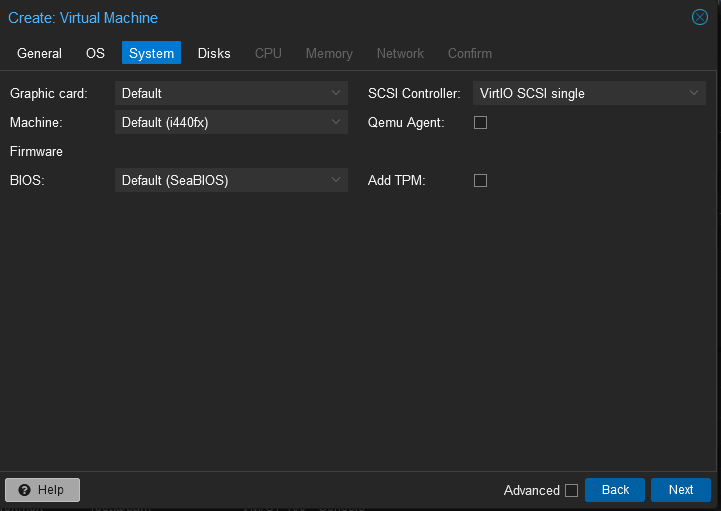 Create: Virtual Machine
General OS System Disks CPU Memory Network Confirm
Graphic card: Default SCSI Controller: VirtIO SCSI single
Machine: Default (i440fx) Qemu Agent:
Firmware
BIOS: Default (SeaBIOS) Add TPM:
Help Advanced Back Next